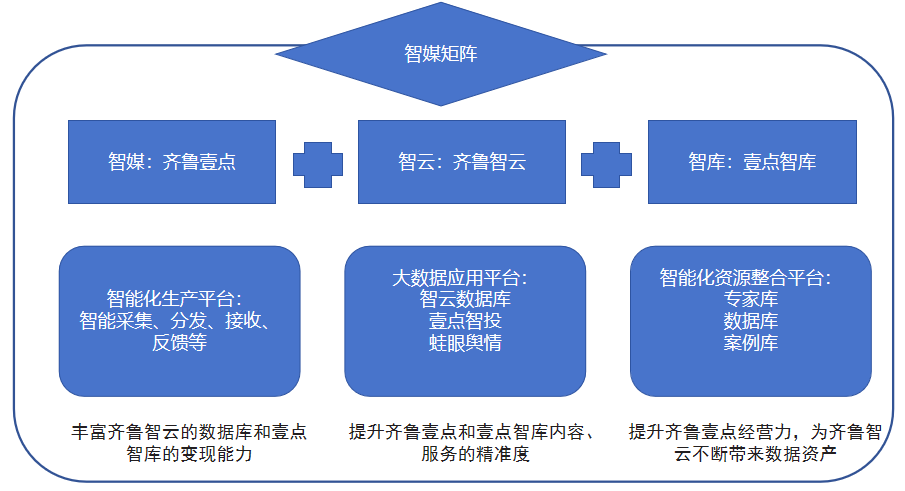 智媒矩阵
智媒：齐鲁壹点
智云：齐鲁智云
智库：壹点智库
智能化生产平台：
智能采集、分发、接收、
反馈等
大数据应用平台：
智云数据库
壹点智投
蛙眼舆情
智能化资源整合平台：
专家库
数据库
案例库
丰富齐鲁智云的数据库和壹点
智库的变现能力
提升齐鲁壹点和壹点智库内容、
服务的精准度
提升齐鲁壹点经营力，为齐鲁智
云不断带来数据资产